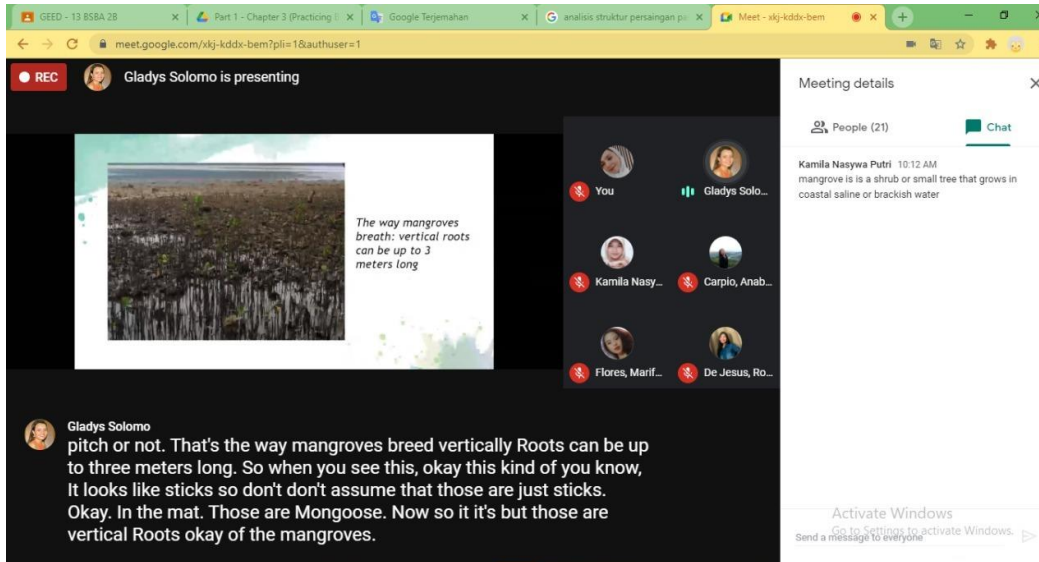 GEED - 13 BSBA 2B
Part 1 - Chapter 3 (Practicing
Google Terjemahan
analisis struktur persaingan
Meet - xkj-kddx-bem
meet.google.com/xkj-kddx-bem?pli=1&authuser=1
REC
Gladys Solomo is presenting
The way mangroves
breath: vertical roots
can be up to 3
meters long
You
Gladys Solo...
Kamila Nasy...
Carpio, Anab...
Flores, Marif...
De Jesus, Ro...
Gladys Solomo
pitch or not. That's the way mangroves breed vertically Roots can be up
to three meters long. So when you see this, okay this kind of you know,
It looks like sticks so don't don't assume that those are just sticks.
Okay. In the mat. Those are Mongoose. Now so it it's but those are
vertical Roots okay of the mangroves.
Meeting details
People (21)
Chat
Kamila Nasywa Putri 10:12 AM
mangrove is is a shrub or small tree that grows in
coastal saline or brackish water
Activate Windows
Go to Settings to activate Windows.
Send a message to everyone